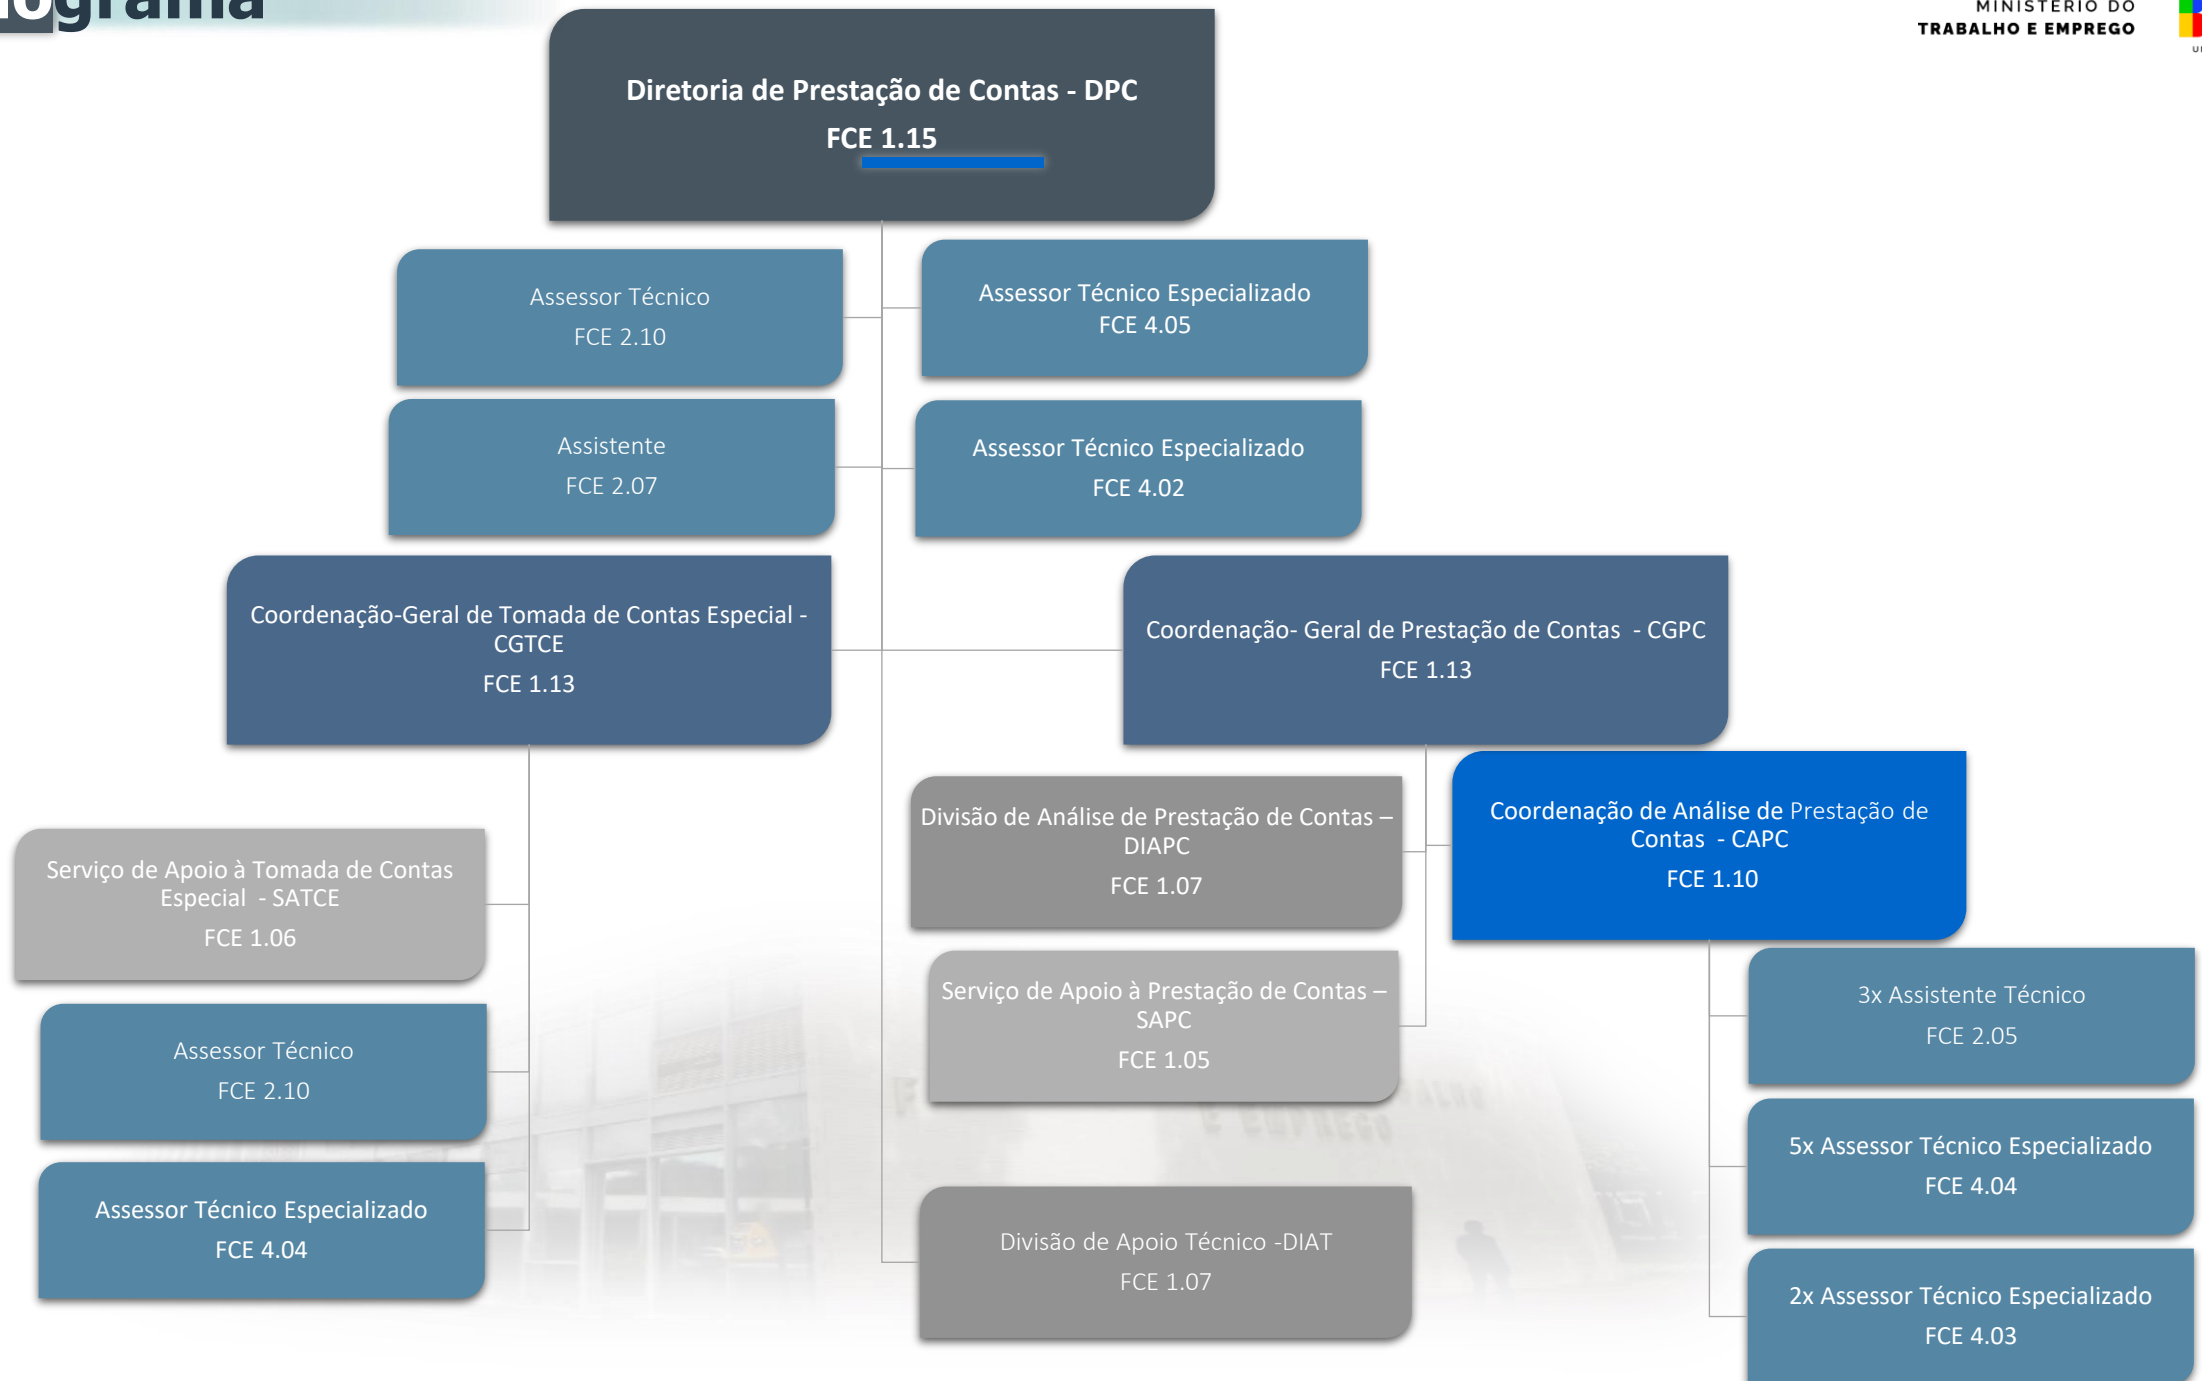 ograma
MINISTÉRIO DO
TRABALHO E EMPREGO
Diretoria de Prestação de Contas - DPC
FCE 1.15
Assessor Técnico
FCE 2.10
Assessor Técnico Especializado
FCE 4.05
Assistente
FCE 2.07
Assessor Técnico Especializado
FCE 4.02
Coordenação-Geral de Tomada de Contas Especial -
CGTCE
FCE 1.13
Coordenação- Geral de Prestação de Contas - CGPC
FCE 1.13
Divisão de Análise de Prestação de Contas –
DIAPC
FCE 1.07
Coordenação de Análise de Prestação de
Contas - CAPC
FCE 1.10
Serviço de Apoio à Tomada de Contas
Especial - SATCE
FCE 1.06
Serviço de Apoio à Prestação de Contas –
SAPC
FCE 1.05
3x Assistente Técnico
FCE 2.05
Assessor Técnico
FCE 2.10
E EMPREGO
5x Assessor Técnico Especializado
FCE 4.04
Assessor Técnico Especializado
FCE 4.04
Divisão de Apoio Técnico -DIAT
FCE 1.07
2x Assessor Técnico Especializado
FCE 4.03